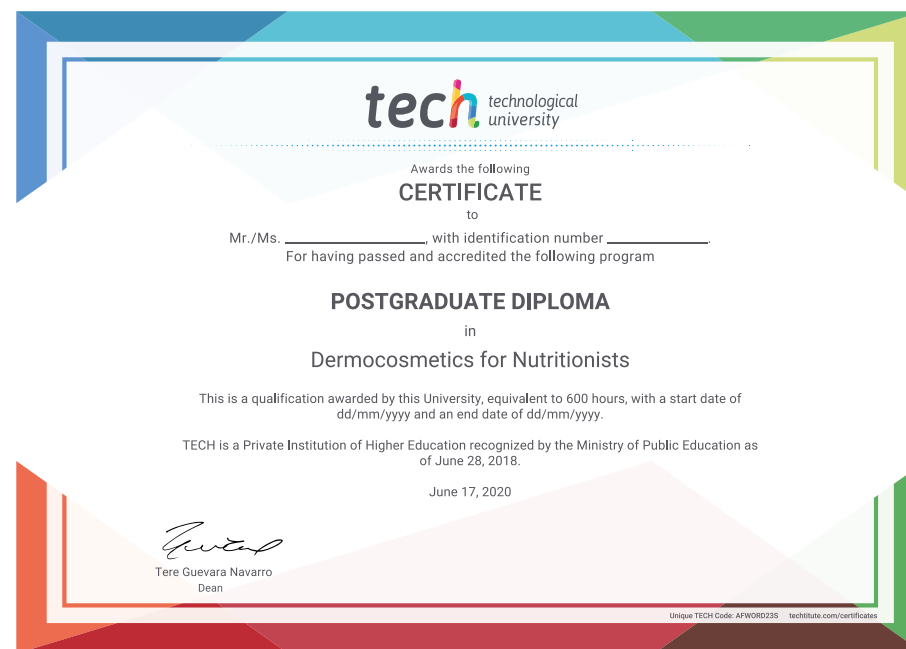 tech technological
university
Awards the following
CERTIFICATE
to
Mr./Ms. ____________________, with identification number ______________.
For having passed and accredited the following program
POSTGRADUATE DIPLOMA
in
Dermocosmetics for Nutritionists
This is a qualification awarded by this University, equivalent to 600 hours, with a start date of
dd/mm/yyyy and an end date of dd/mm/yyyy.
TECH is a Private Institution of Higher Education recognized by the Ministry of Public Education as
of June 28, 2018.
June 17, 2020
Tere Guevara Navarro
Dean
Unique TECH Code: AFWORD23S techtitute.com/certificates